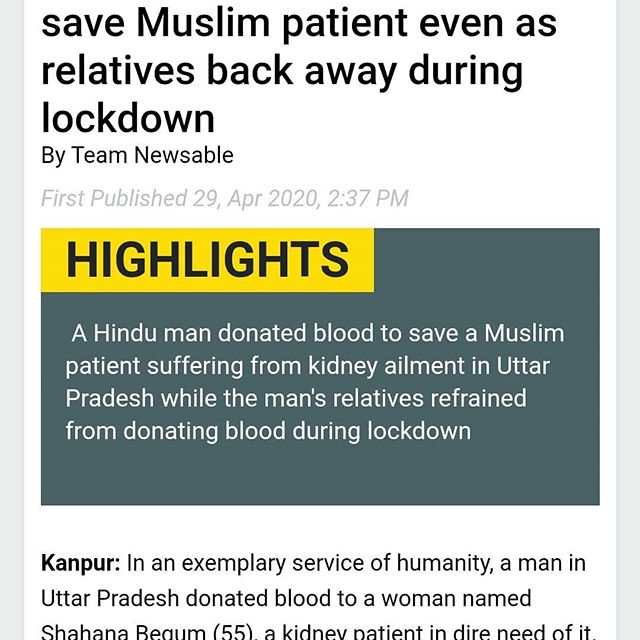 save Muslim patient even as
relatives back away during
lockdown
By Team Newsable
First Published 29, Apr 2020, 2:37 PM
HIGHLIGHTS
A Hindu man donated blood to save a Muslim
patient suffering from kidney ailment in Uttar
Pradesh while the man's relatives refrained
from donating blood during lockdown
Kanpur: In an exemplary service of humanity, a man in
Uttar Pradesh donated blood to a woman named
Shahana Begum (55), a kidney patient in dire need of it.